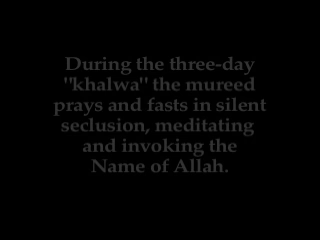 During the three-day
"khalwa" the mureed
prays and fasts in silent
seclusion, meditating
and invoking the
Name of Allah.